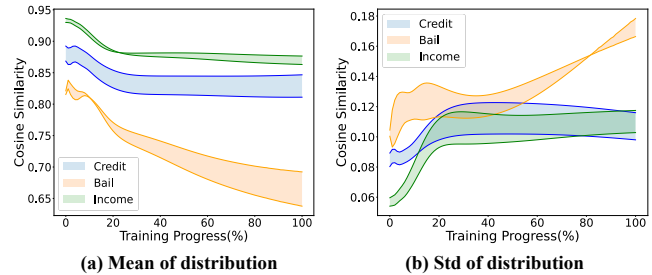 0.95
0.90
0.85
0.80
0.75
0.70
0.65
Cosine Similarity
Credit
Bail
Income
0 20 40 60 80 100
Training Progress(%)
(a) Mean of distribution
0.18
0.16
0.14
0.12
0.10
0.08
0.06
Cosine Similarity
Credit
Bail
Income
0 20 40 60 80 100
Training Progress(%)
(b) Std of distribution